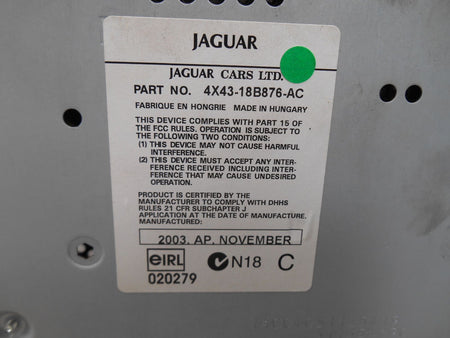 JAGUAR
JAGUAR CARS LTD.
PART NO. 4X43-18B876-AC
FABRIQUE EN HONGRIE MADE IN HUNGARY
THIS DEVICE COMPLIES WITH PART 15 OF
THE FCC RULES. OPERATION IS SUBJECT TO
THE FOLLOWING TWO CONDITIONS:
(1) THIS DEVICE MAY NOT CAUSE HARMFUL
INTERFERENCE.
(2) THIS DEVICE MUST ACCEPT ANY INTER-
FERENCE RECEIVED INCLUDING INTER-
FERENCE THAT MAY CAUSE UNDESIRED
OPERATION.
PRODUCT IS CERTIFIED BY THE
MANUFACTURER TO COMPLY WITH DHHS
RULES 21 CFR SUBCHAPTER J
APPLICATION AT THE DATE OF MANUFACTURE.
2003. AP. NOVEMBER
eIRL N18 C
020279